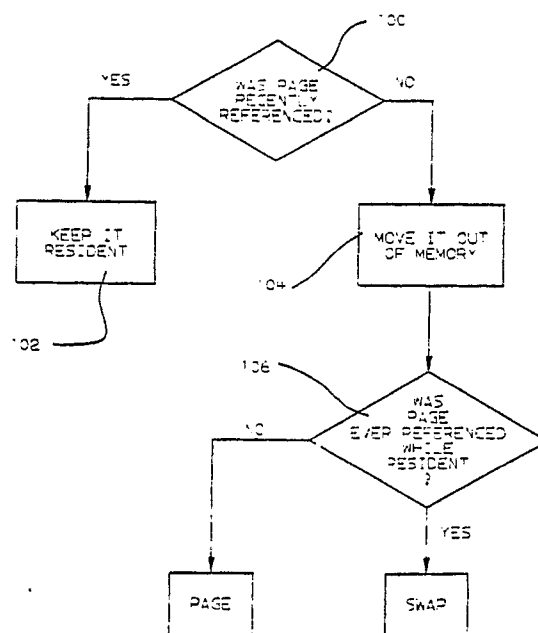 100
YES
WAS PAGE
RECENTLY
REFERENCED?
NO
KEEP IT
RESIDENT
102
MOVE IT OUT
OF MEMORY
104
106
WAS
PAGE
EVER REFERENCED
WHILE
RESIDENT
?
NO
YES
PAGE
SWAP